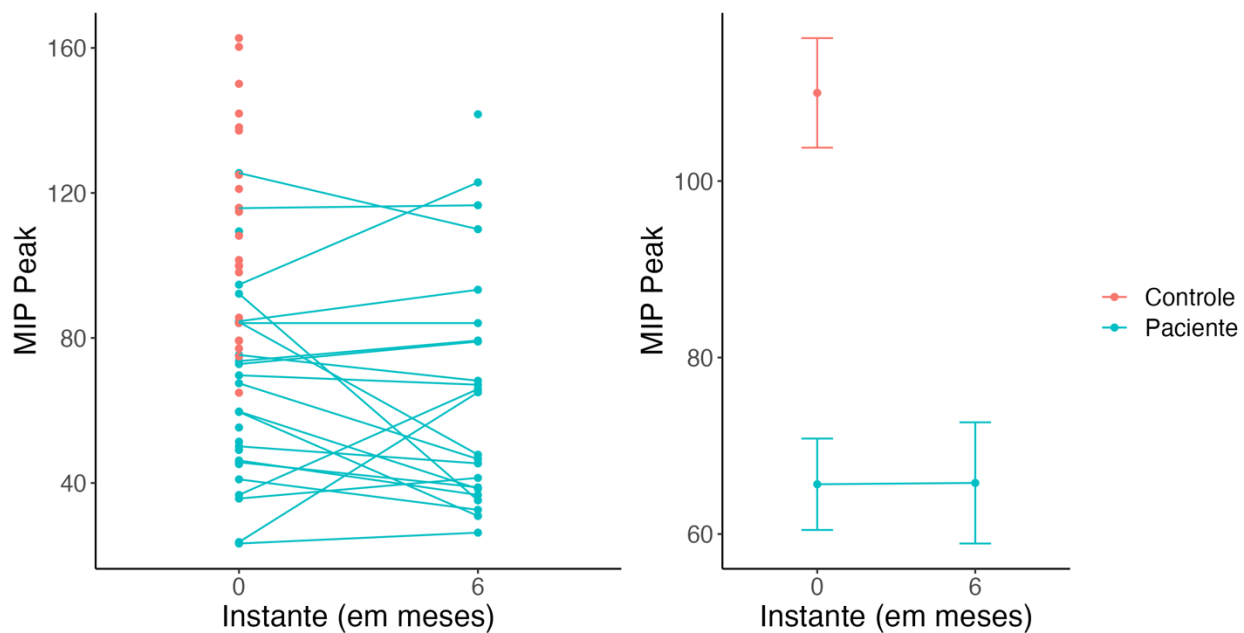 MIP Peak
160
120
80
40
0
6
Instante (em meses)
MIP Peak
100
80
60
0
6
Instante (em meses)
Controle
Paciente